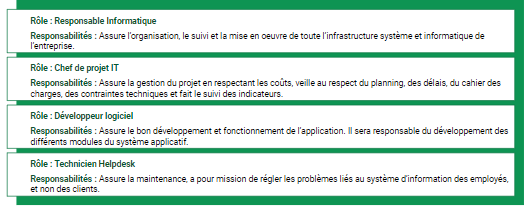 Rôle : Responsable Informatique
Responsabilités : Assure l'organisation, le suivi et la mise en oeuvre de toute l'infrastructure système et informatique de
l'entreprise.
Rôle : Chef de projet IT
Responsabilités : Assure la gestion du projet en respectant les coûts, veille au respect du planning, des délais, du cahier des
charges, des contraintes techniques et fait le suivi des indicateurs.
Rôle : Développeur logiciel
Responsabilités : Assure le bon développement et fonctionnement de l'application. Il sera responsable du développement des
différents modules du système applicatif.
Rôle : Technicien Helpdesk
Responsabilités : Assure la maintenance, a pour mission de régler les problèmes liés au système d'information des employés,
et non des clients.